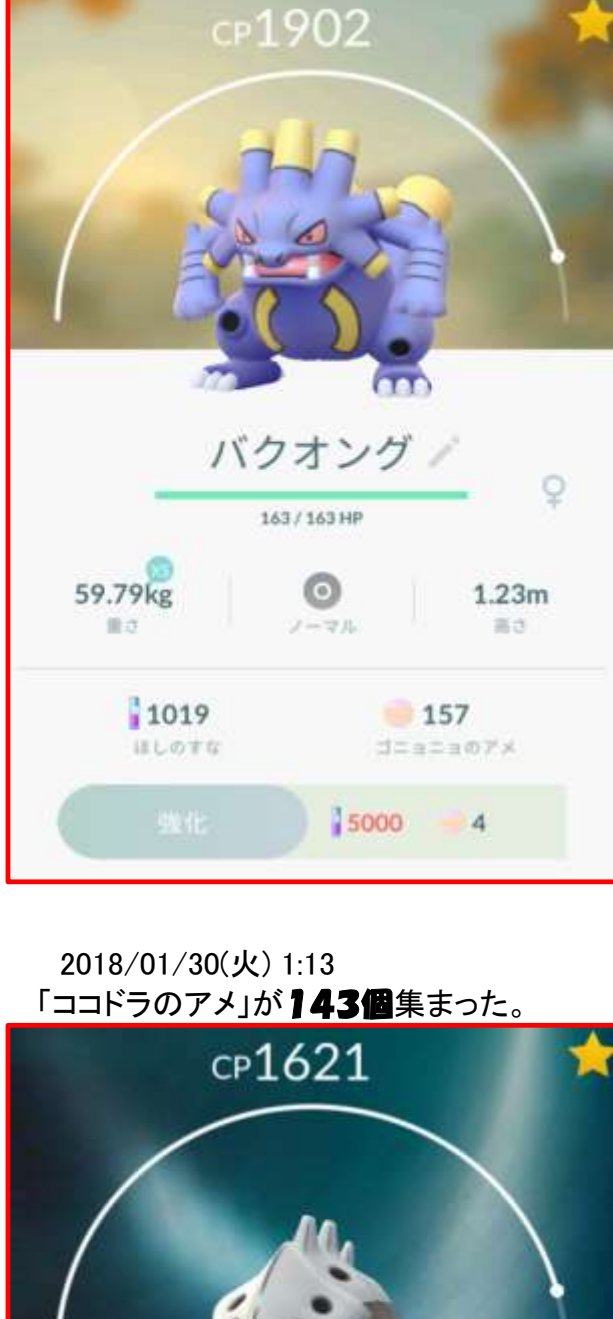 CP1902
バクオング
163 / 163 HP
XS
59.79kg
1.23m
重さ
ノーマル
高さ
1019
157
ほしのすな
ゴニョニョのアメ
強化
5000
4
2018/01/30(火) 1:13
「ココドラのアメ」が143個集まった。
CP1621